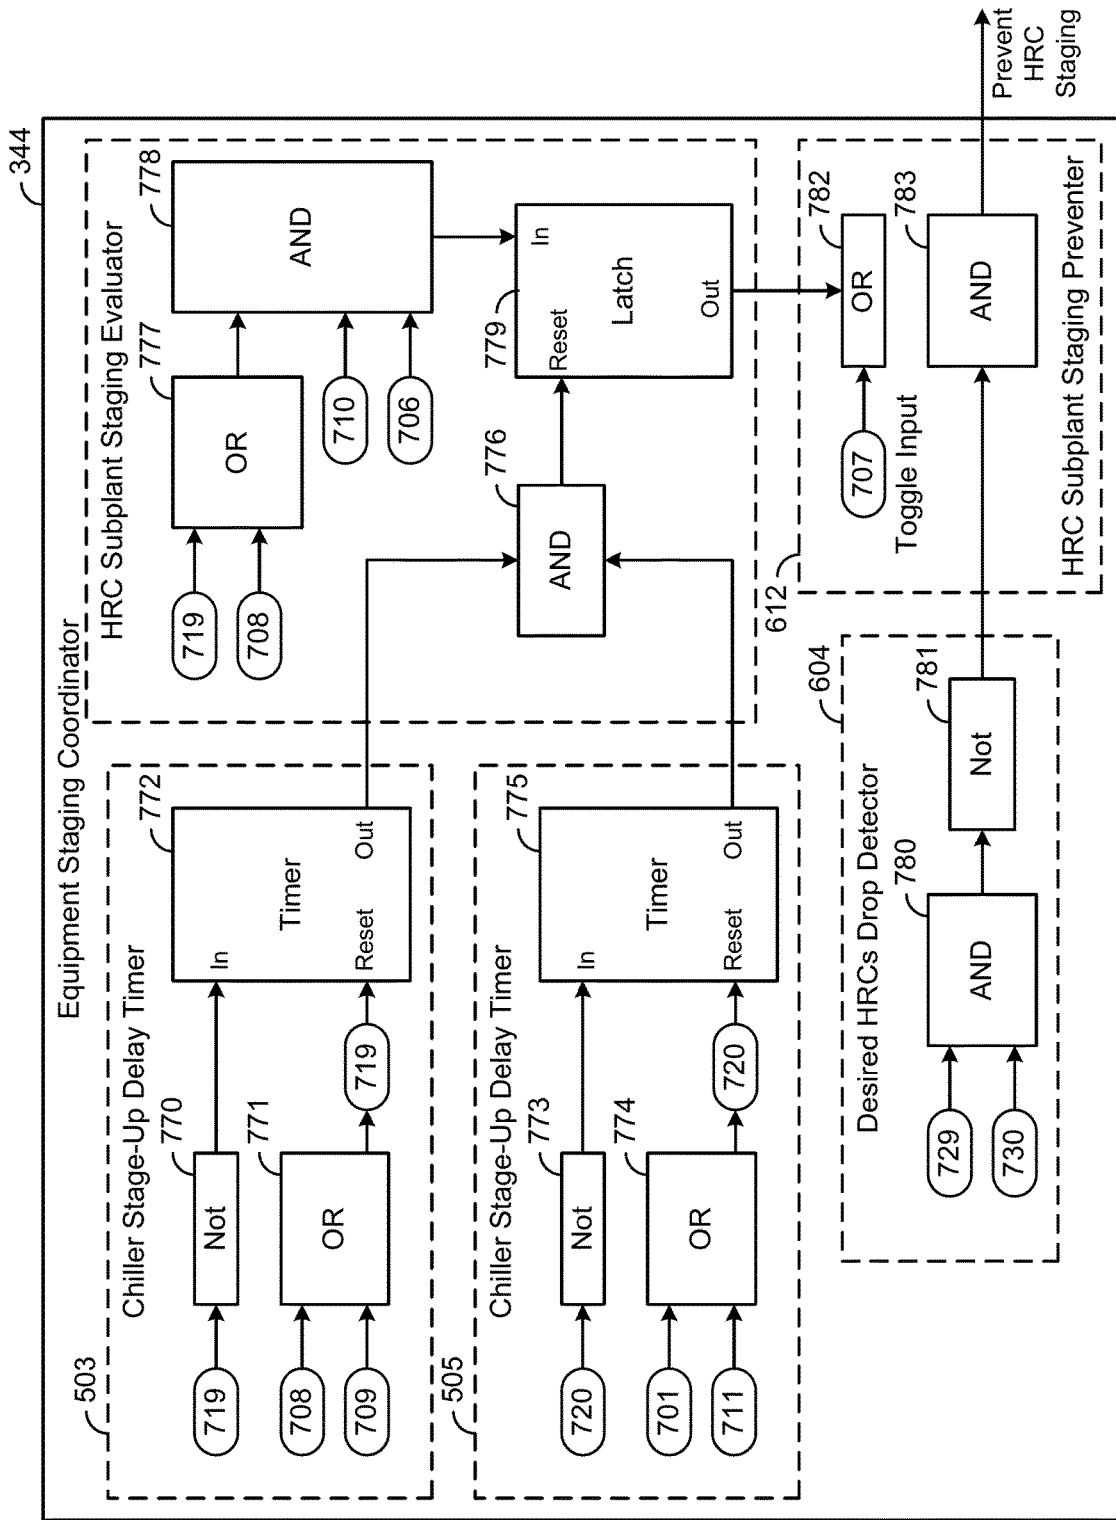 344
Equipment Staging Coordinator
503
Chiller Stage-Up Delay Timer
719
770
Not
708
709
771
OR
719
772
In
Timer
Reset
Out
505
Chiller Stage-Up Delay Timer
720
773
Not
701
711
774
OR
720
775
In
Timer
Reset
Out
HRC Subplant Staging Evaluator
719
708
777
OR
710
706
778
AND
776
AND
779
In
Reset
Latch
Out
604
Desired HRCs Drop Detector
729
730
780
AND
781
Not
612
707
Toggle Input
782
OR
783
AND
HRC Subplant Staging Preventer
Prevent
HRC
Staging